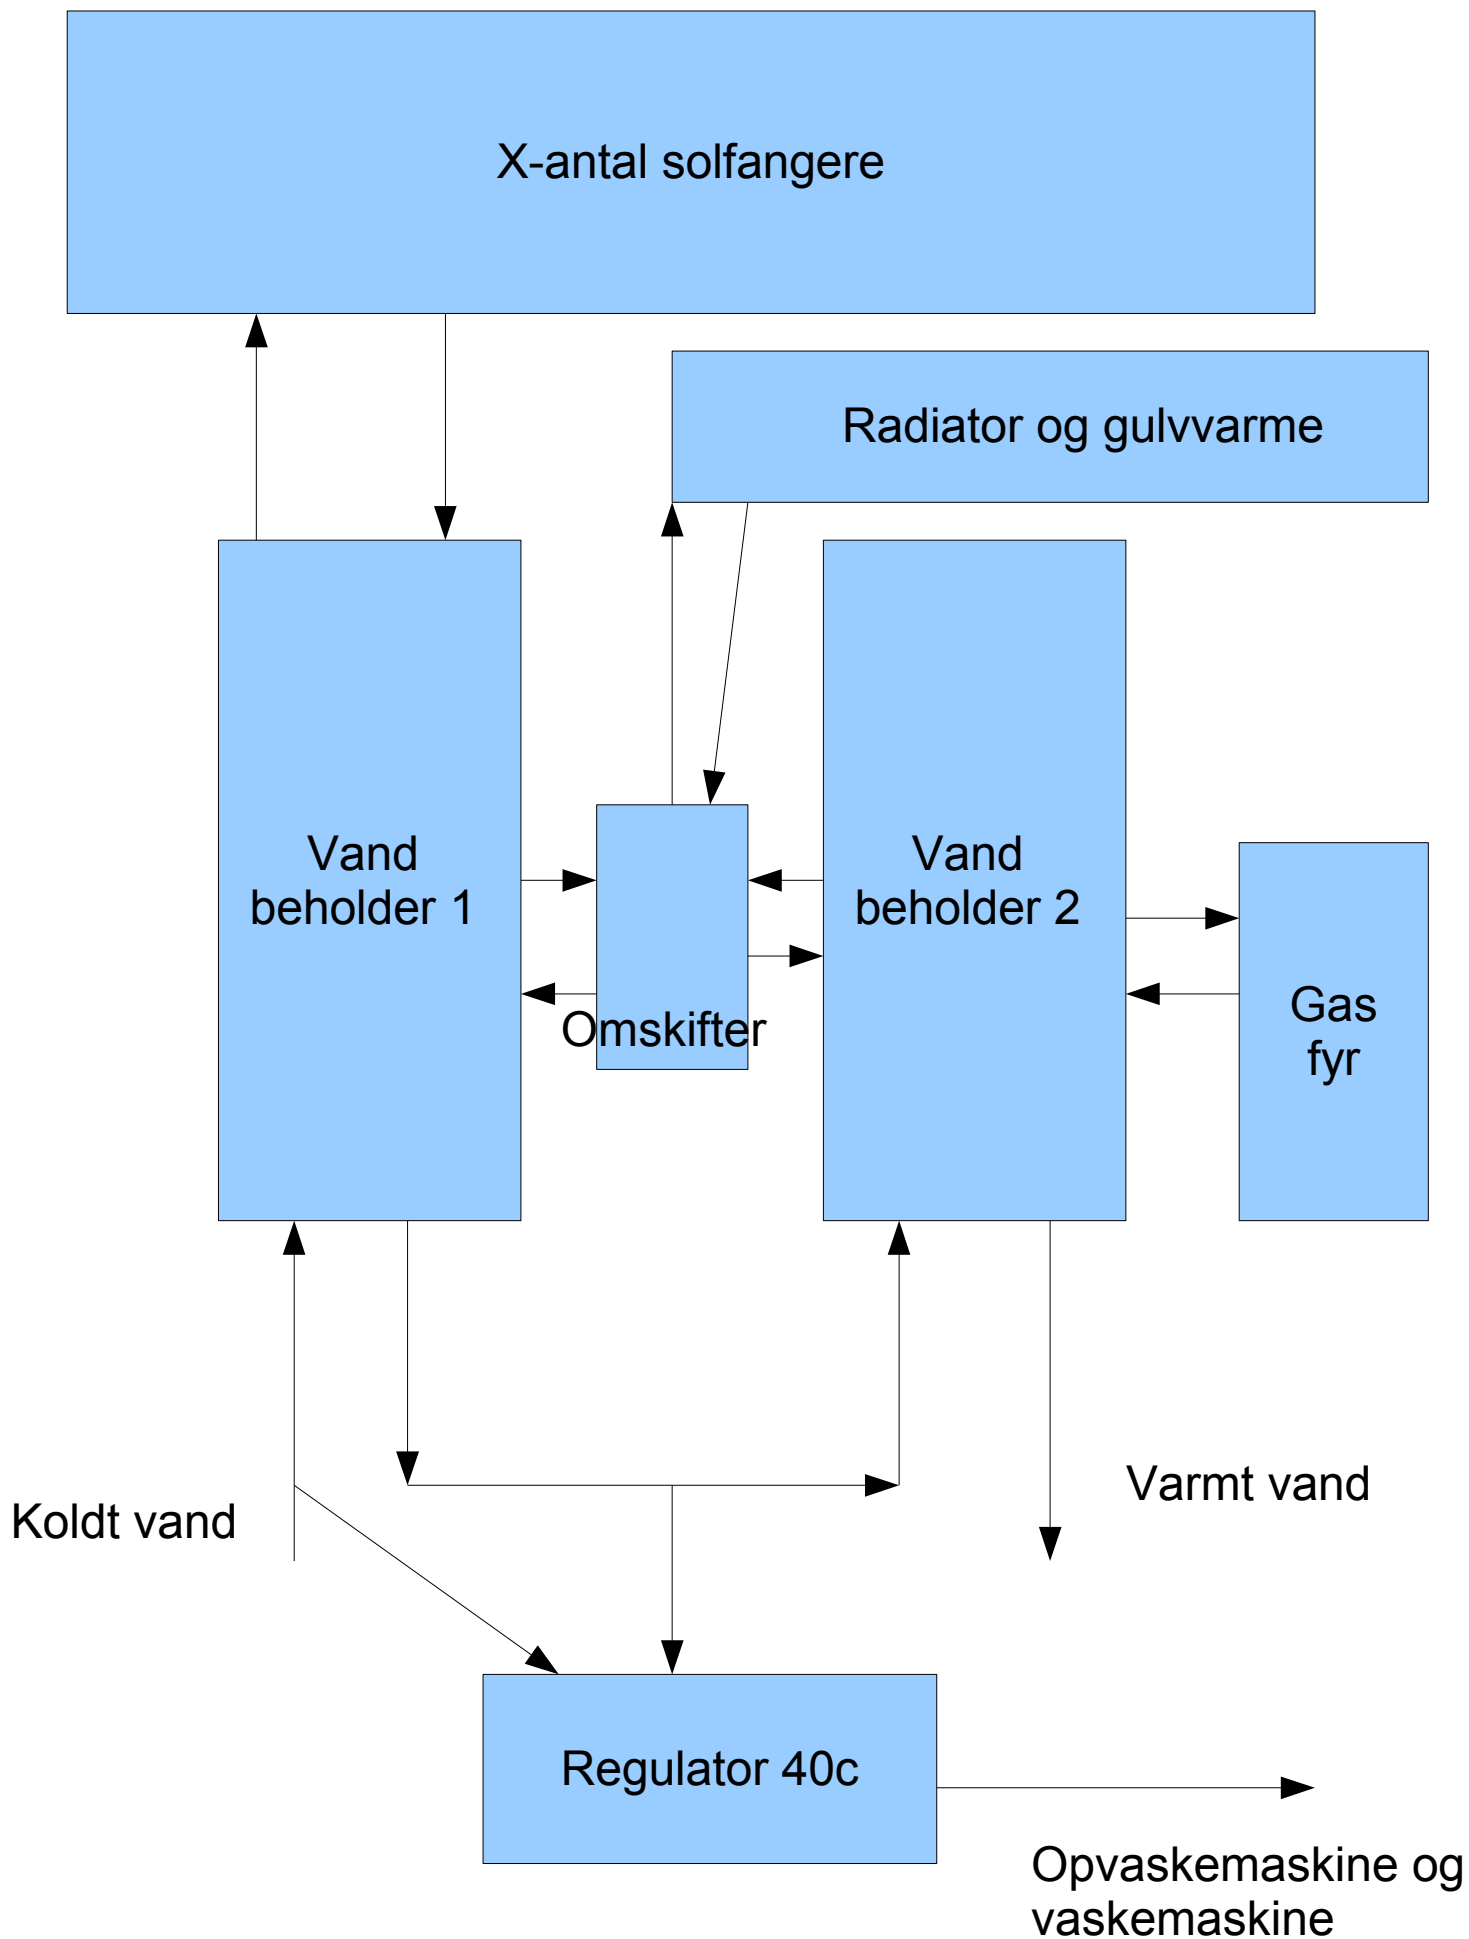 X-antal solfangere
Radiator og gulvvarme
Vand
beholder 1
Vand
beholder 2
Gas
fyr
Omskifter
Varmt vand
Koldt vand
Regulator 40c
Opvaskemaskine og
vaskemaskine